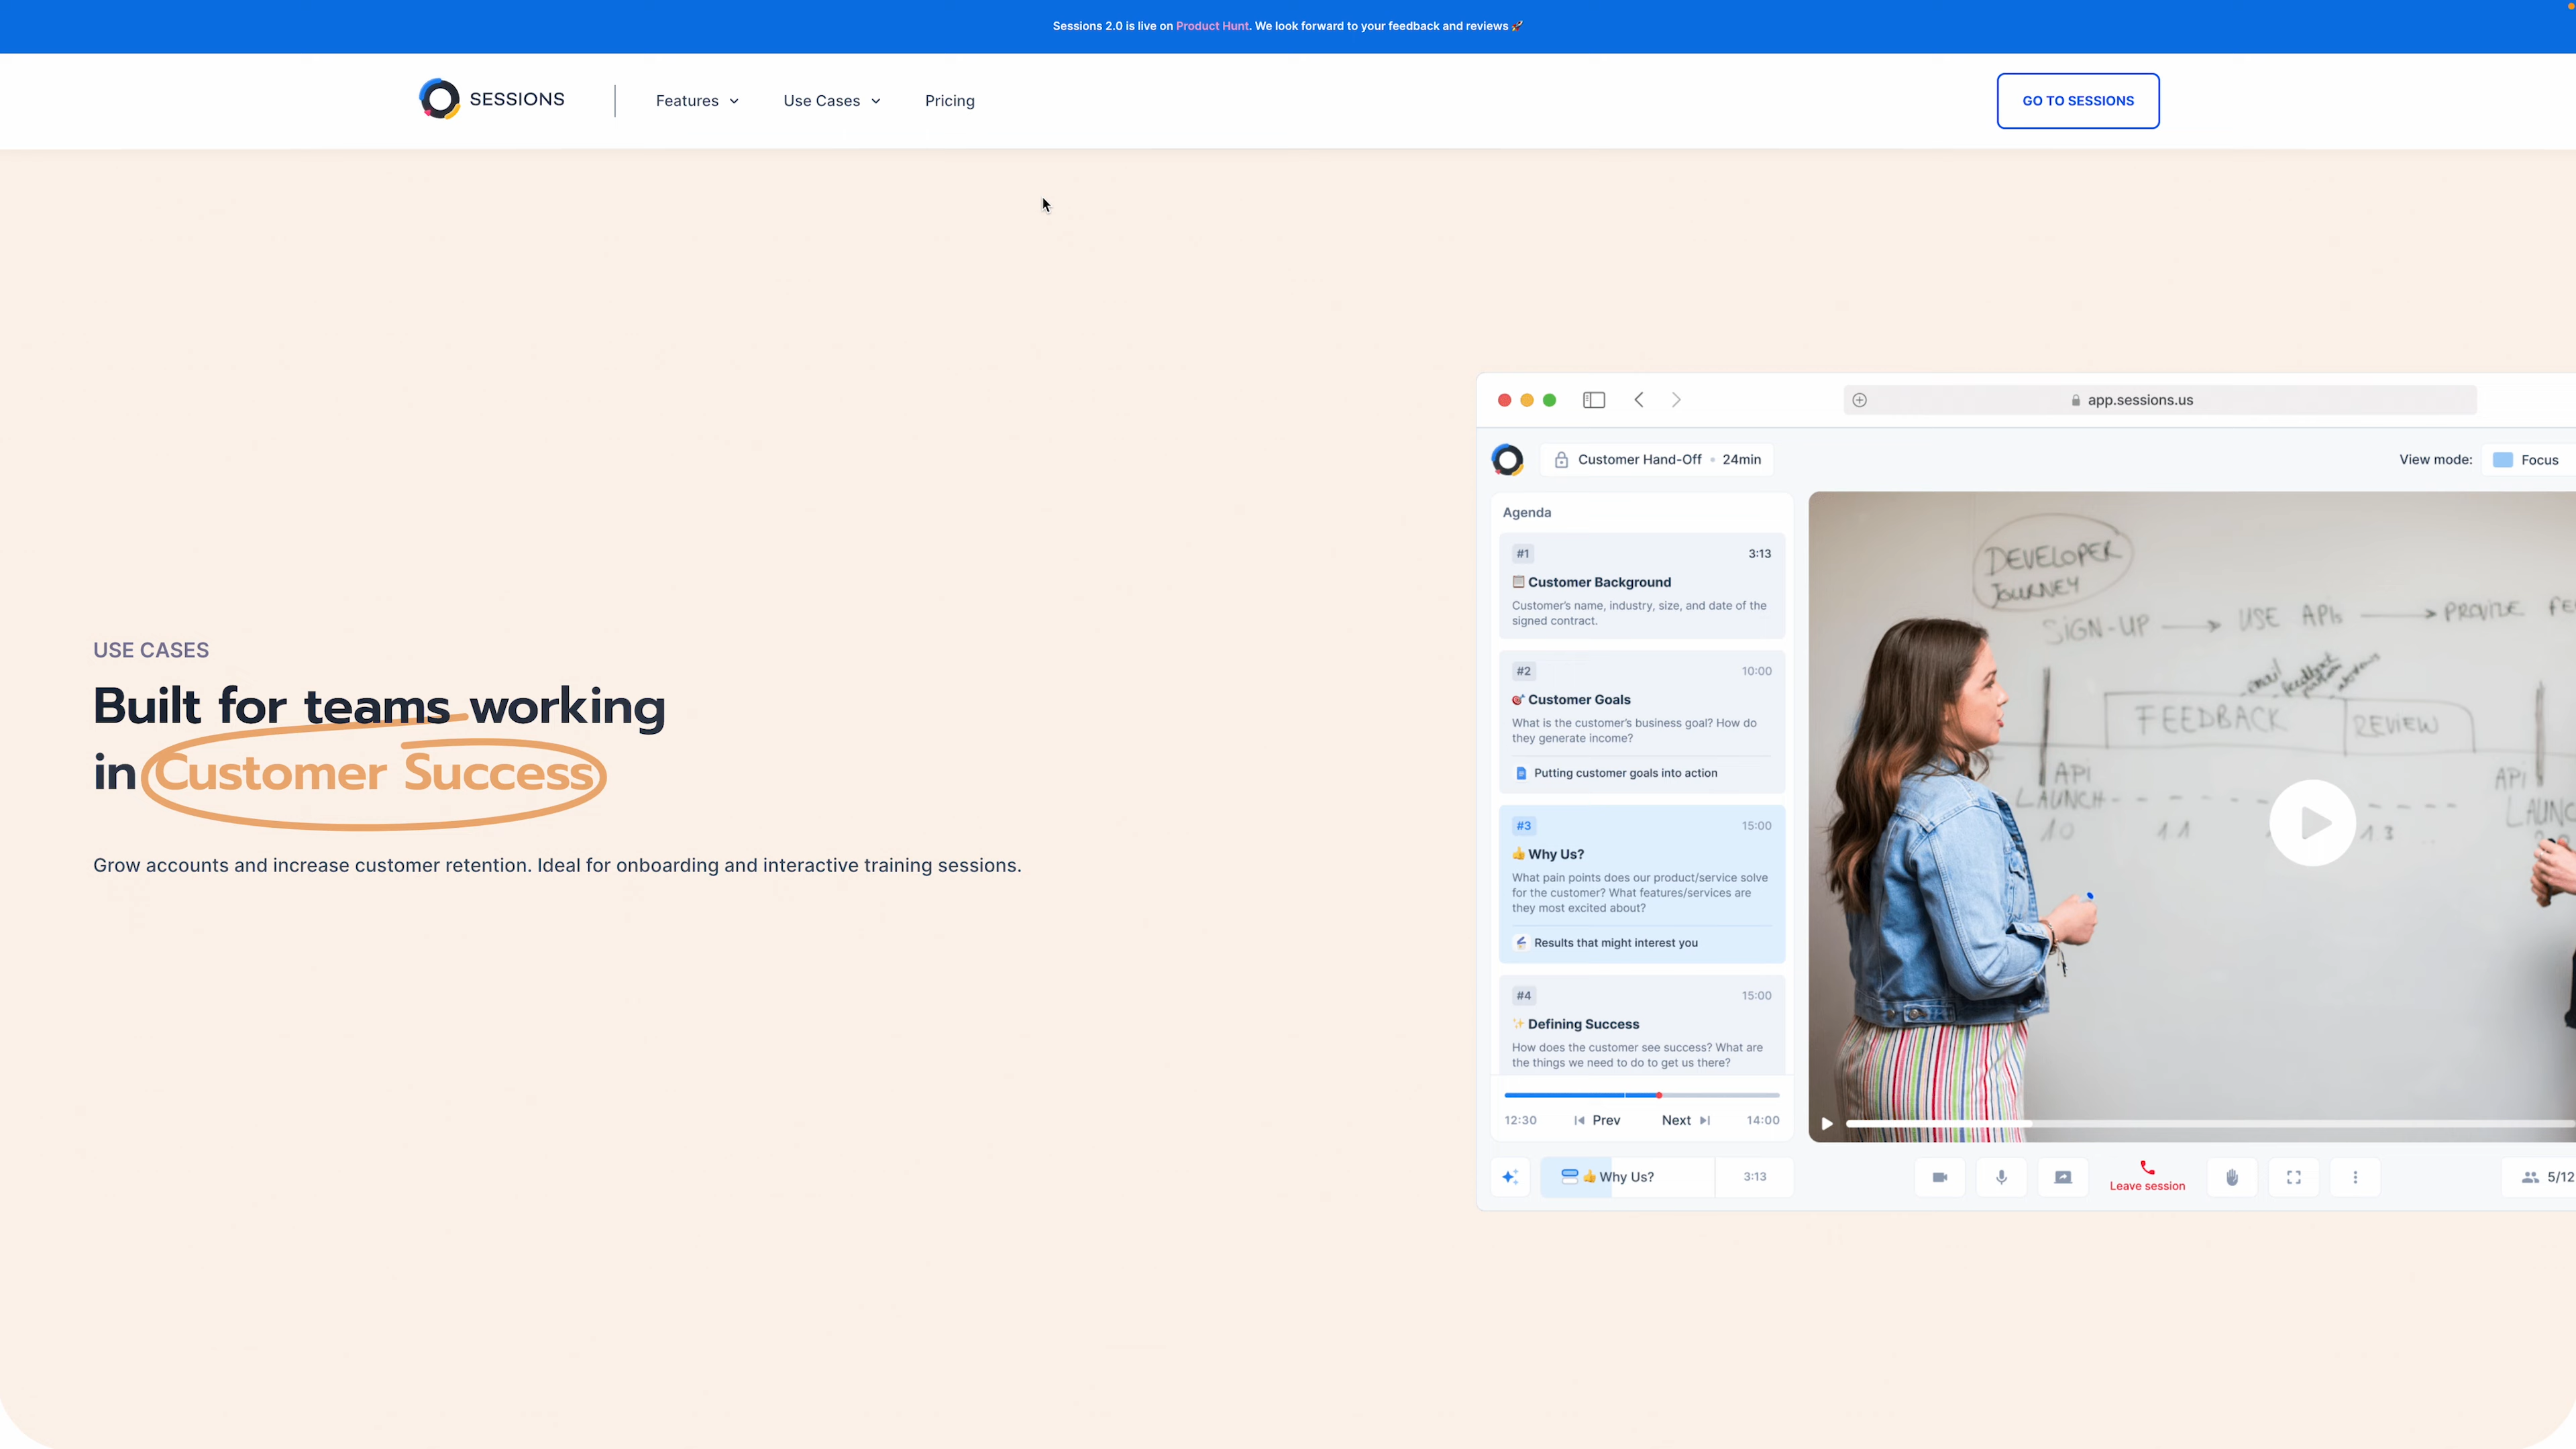 Sessions 2.0 is live on Product Hunt. We look forward to your feedback and reviews 🚀
SESSIONS
Features
Use Cases
Pricing
GO TO SESSIONS
USE CASES
Built for teams working
in Customer Success
Grow accounts and increase customer retention. Ideal for onboarding and interactive training sessions.
app.sessions.us
Customer Hand-Off • 24min
View mode:
Focus
Agenda
#1 3:13
📋 Customer Background
Customer's name, industry, size, and date of the
signed contract.
#2 10:00
🎯 Customer Goals
What is the customer's business goal? How do
they generate income?
Putting customer goals into action
#3 15:00
👍 Why Us?
What pain points does our product/service solve
for the customer? What features/services are
they most excited about?
Results that might interest you
#4 15:00
✨ Defining Success
How does the customer see success? What are
the things we need to do to get us there?
12:30 Prev Next 14:00
DEVELOPER
JOURNEY
SIGN-UP → USE APIs → PROVIDE
email feedback
FEEDBACK REVIEW
API
LAUNCH
10 11 13
API
👍 Why Us? 3:13
Leave session
5/12